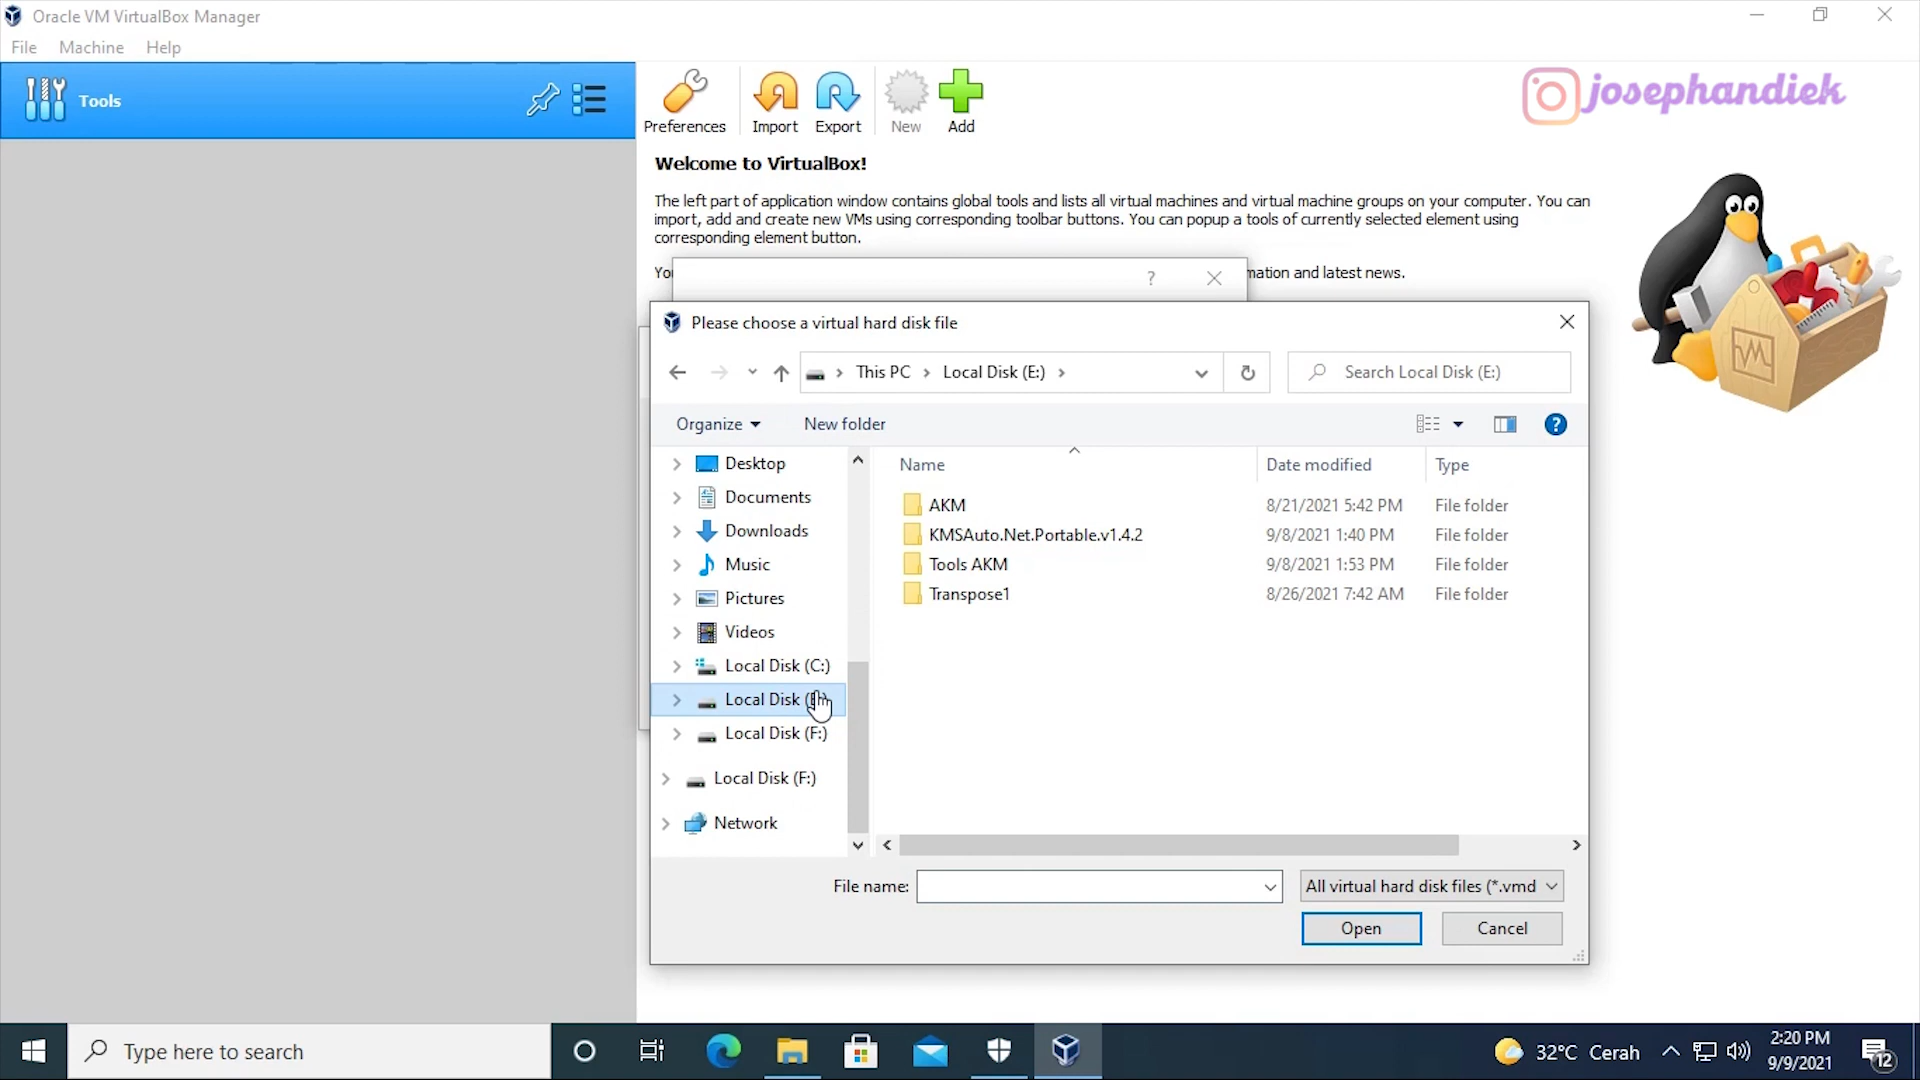 Oracle VM VirtualBox Manager
File Machine Help
Tools
Preferences Import Export New Add
josephandiek
Welcome to VirtualBox!
The left part of application window contains global tools and lists all virtual machines and virtual machine groups on your computer. You can
import, add and create new VMs using corresponding toolbar buttons. You can popup a tools of currently selected element using
corresponding element button.
mation and latest news.
?
Please choose a virtual hard disk file
This PC Local Disk (E:)
Search Local Disk (E:)
Organize New folder
Name Date modified Type
Desktop
Documents
Downloads
Music
Pictures
Videos
Local Disk (C:)
Local Disk
Local Disk (F:)
Local Disk (F:)
Network
AKM 8/21/2021 5:42 PM File folder
KMSAuto.Net.Portable.v1.4.2 9/8/2021 1:40 PM File folder
Tools AKM 9/8/2021 1:53 PM File folder
Transpose1 8/26/2021 7:42 AM File folder
File name:
All virtual hard disk files (*.vmd
Open Cancel
Type here to search
32°C Cerah
2:20 PM
9/9/2021
12